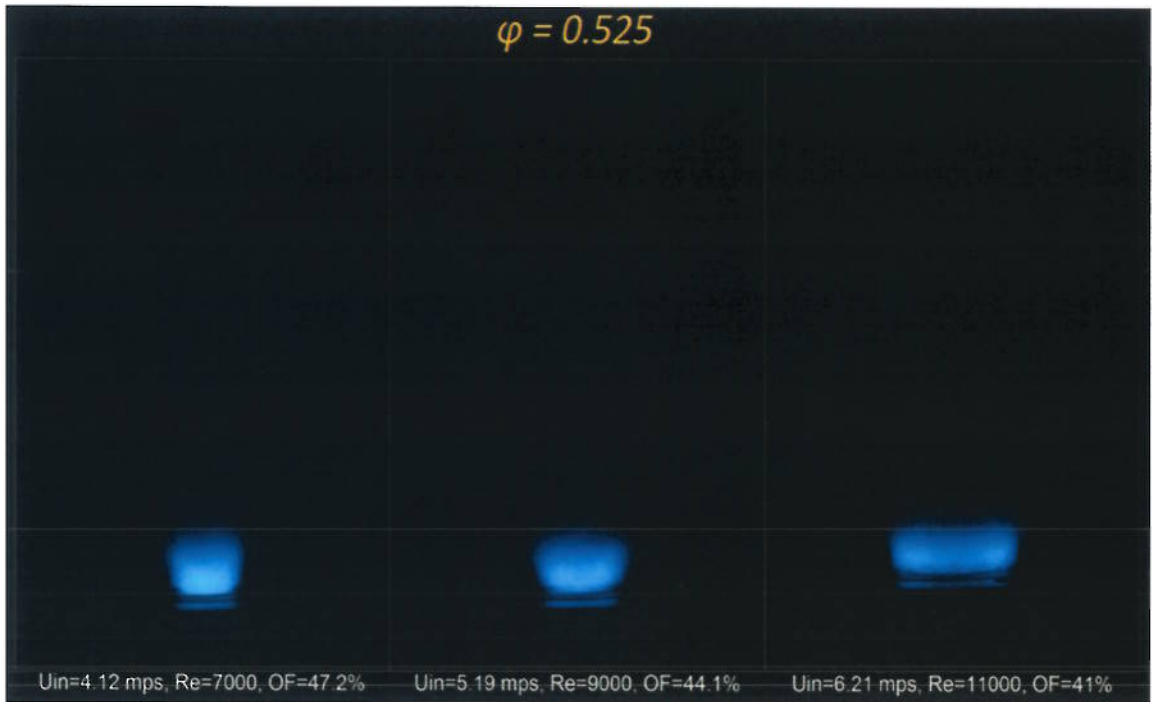 φ = 0.525
Uin=4.12 mps, Re=7000, OF=47.2%
Uin=5.19 mps, Re=9000, OF=44.1%
Uin=6.21 mps, Re=11000, OF=41%